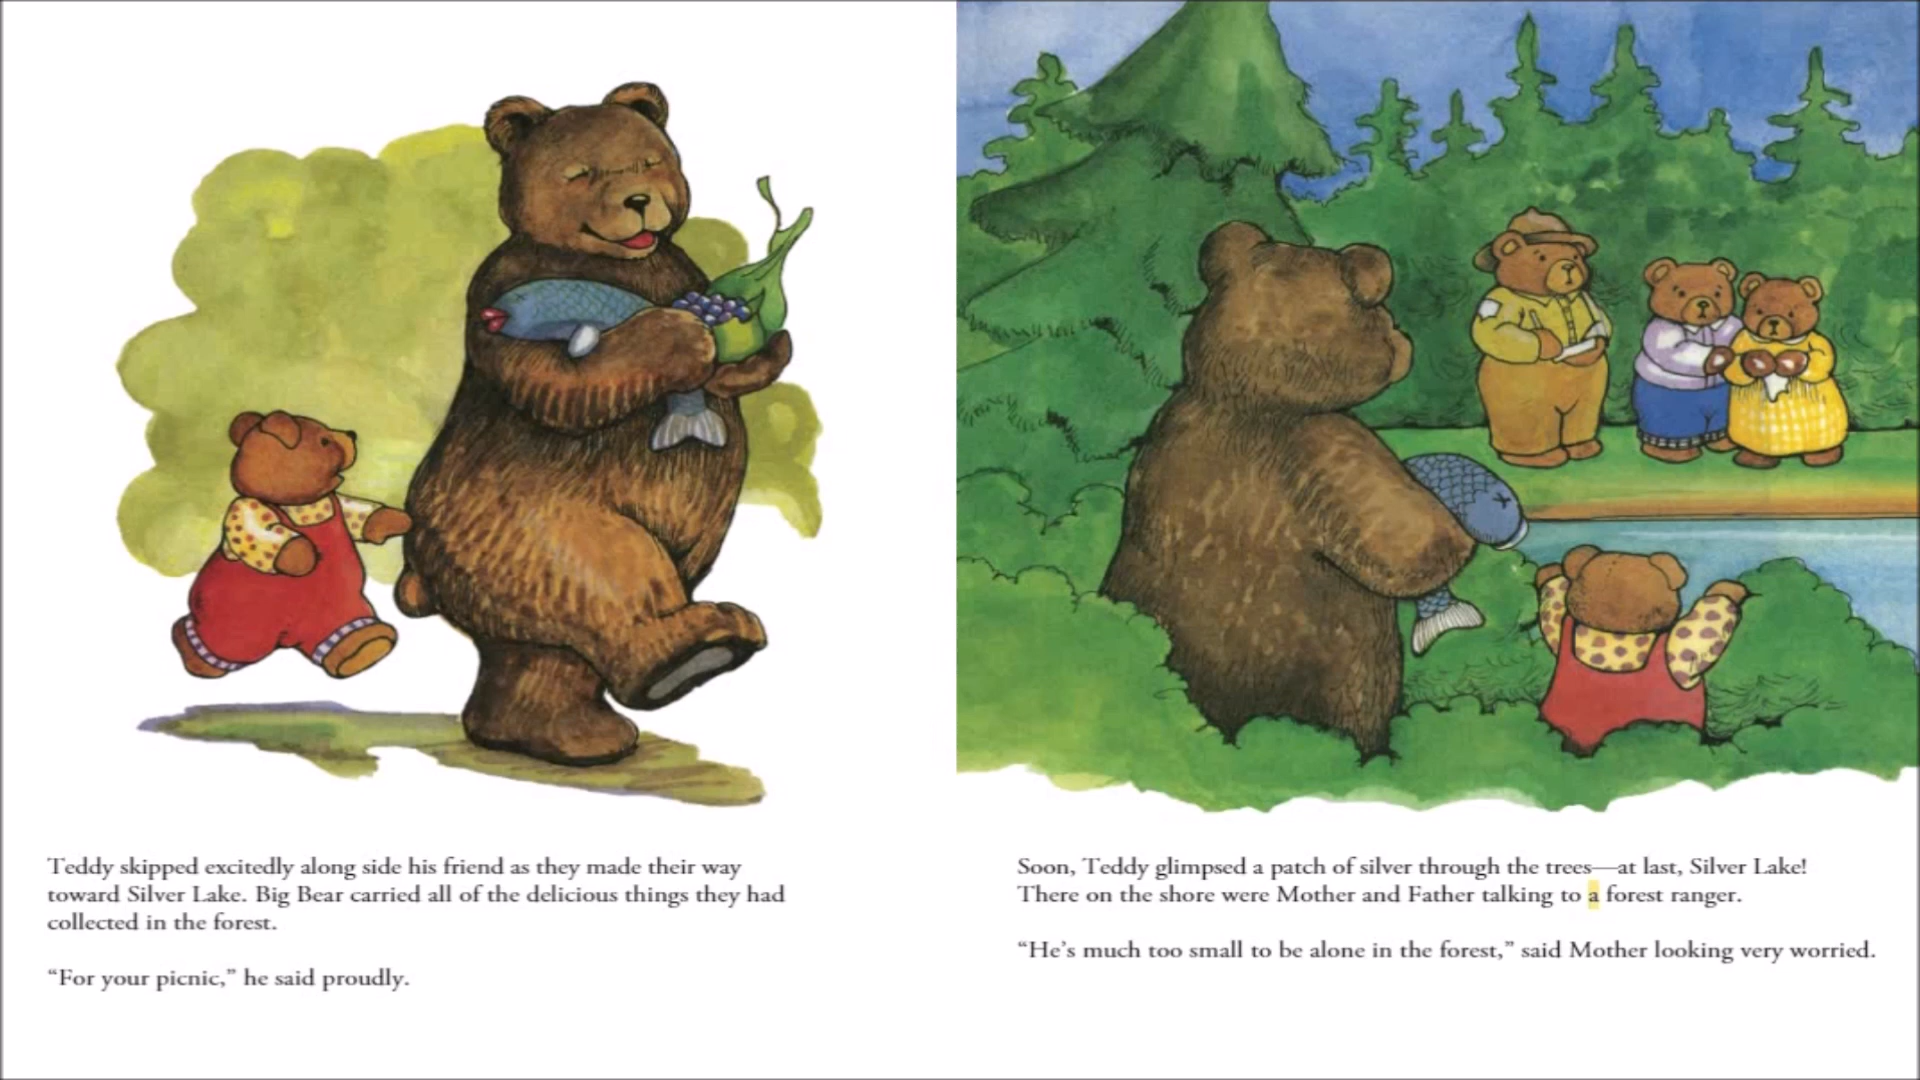 Teddy skipped excitedly along side his friend as they made their way
toward Silver Lake. Big Bear carried all of the delicious things they had
collected in the forest.
“For your picnic,” he said proudly.
Soon, Teddy glimpsed a patch of silver through the trees—at last, Silver Lake!
There on the shore were Mother and Father talking to a forest ranger.
“He’s much too small to be alone in the forest,” said Mother looking very worried.